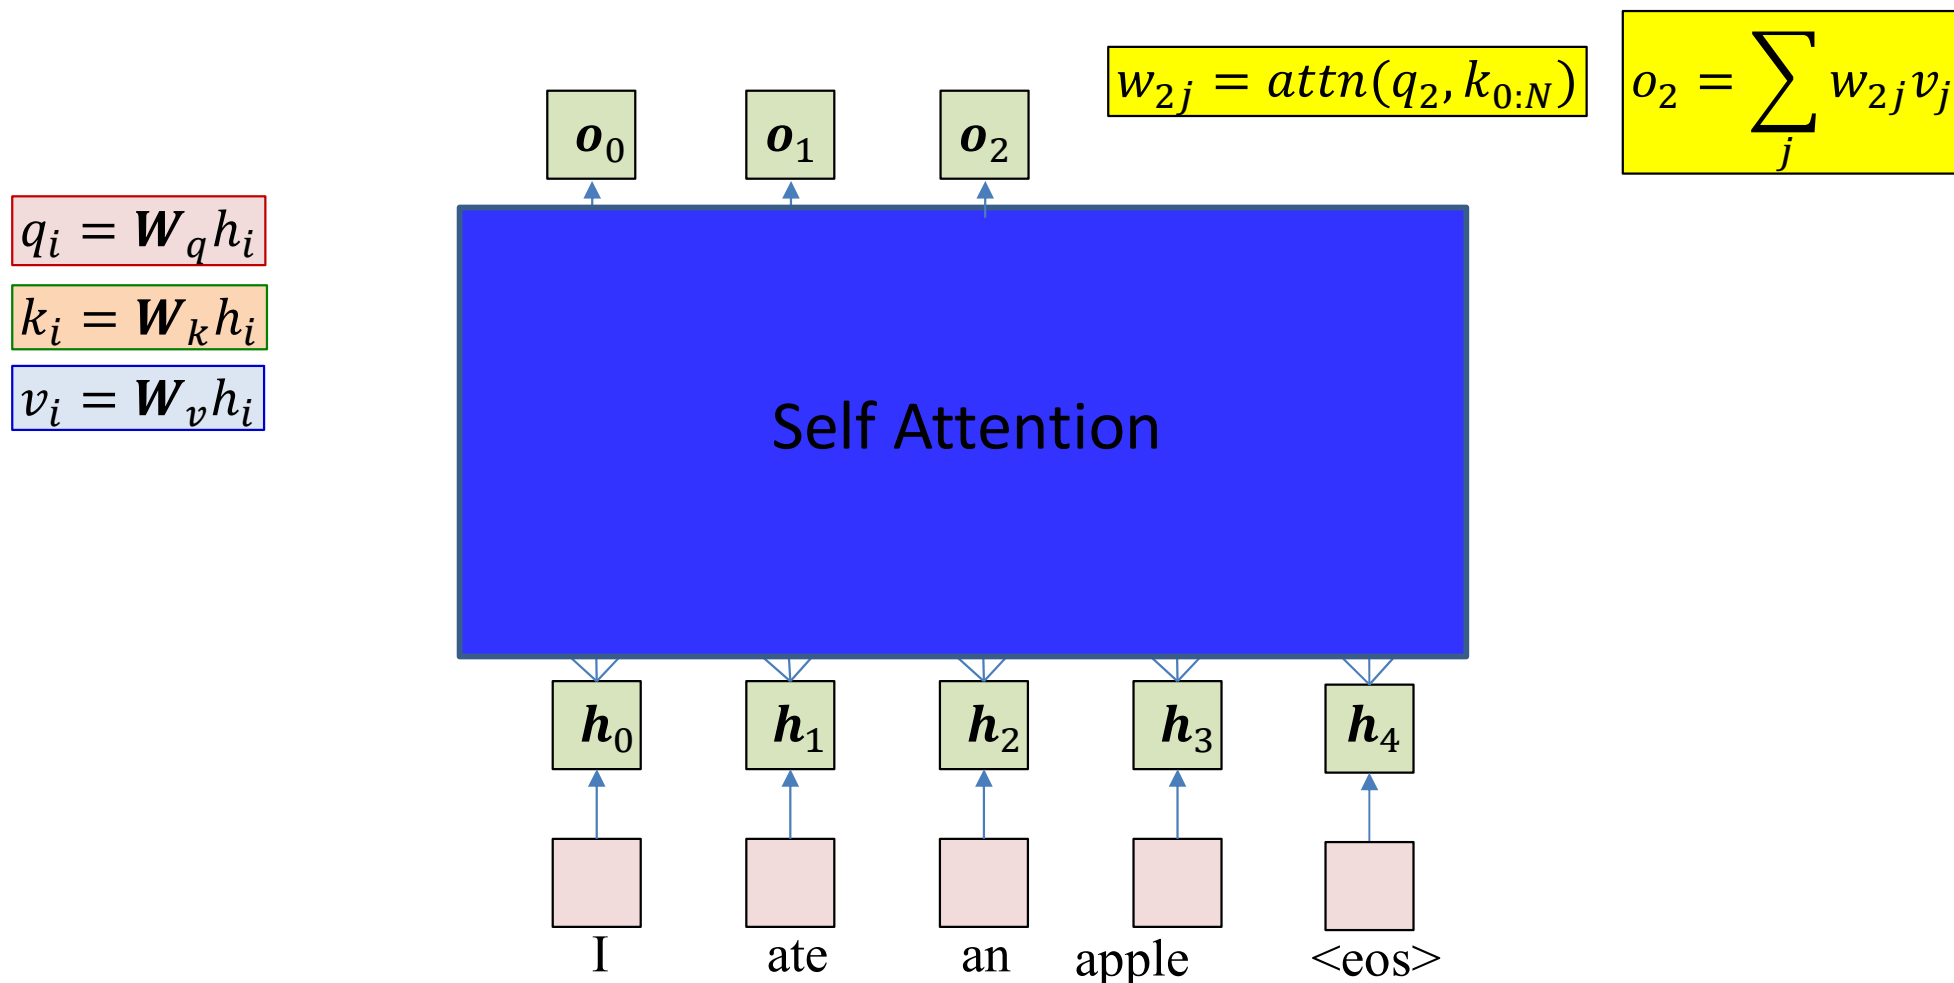 w_{2j} = attn(q_2, k_{0:N})
o_2 = \sum_j w_{2j} v_j
o_0 o_1 o_2
q_i = W_q h_i
k_i = W_k h_i
v_i = W_v h_i
Self Attention
h_0 h_1 h_2 h_3 h_4
I ate an apple <eos>